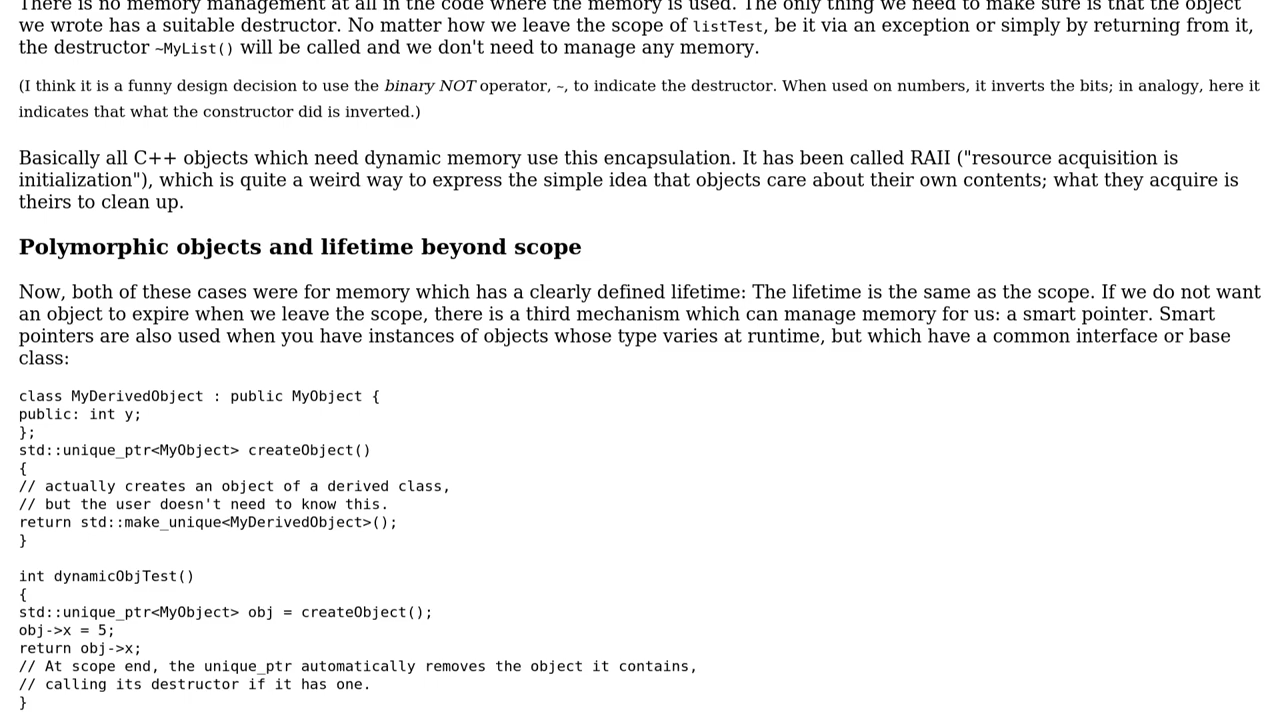 There is no memory management at all in the code where the memory is used. The only thing we need to make sure is that the object
we wrote has a suitable destructor. No matter how we leave the scope of listTest, be it via an exception or simply by returning from it,
the destructor ~MyList() will be called and we don't need to manage any memory.
(I think it is a funny design decision to use the binary NOT operator, ~, to indicate the destructor. When used on numbers, it inverts the bits; in analogy, here it
indicates that what the constructor did is inverted.)
Basically all C++ objects which need dynamic memory use this encapsulation. It has been called RAII ("resource acquisition is
initialization"), which is quite a weird way to express the simple idea that objects care about their own contents; what they acquire is
theirs to clean up.
Polymorphic objects and lifetime beyond scope
Now, both of these cases were for memory which has a clearly defined lifetime: The lifetime is the same as the scope. If we do not want
an object to expire when we leave the scope, there is a third mechanism which can manage memory for us: a smart pointer. Smart
pointers are also used when you have instances of objects whose type varies at runtime, but which have a common interface or base
class:
class MyDerivedObject : public MyObject {
public: int y;
};
std::unique_ptr<MyObject> createObject()
{
// actually creates an object of a derived class,
// but the user doesn't need to know this.
return std::make_unique<MyDerivedObject>();
}
int dynamicObjTest()
{
std::unique_ptr<MyObject> obj = createObject();
obj->x = 5;
return obj->x;
// At scope end, the unique_ptr automatically removes the object it contains,
// calling its destructor if it has one.
}